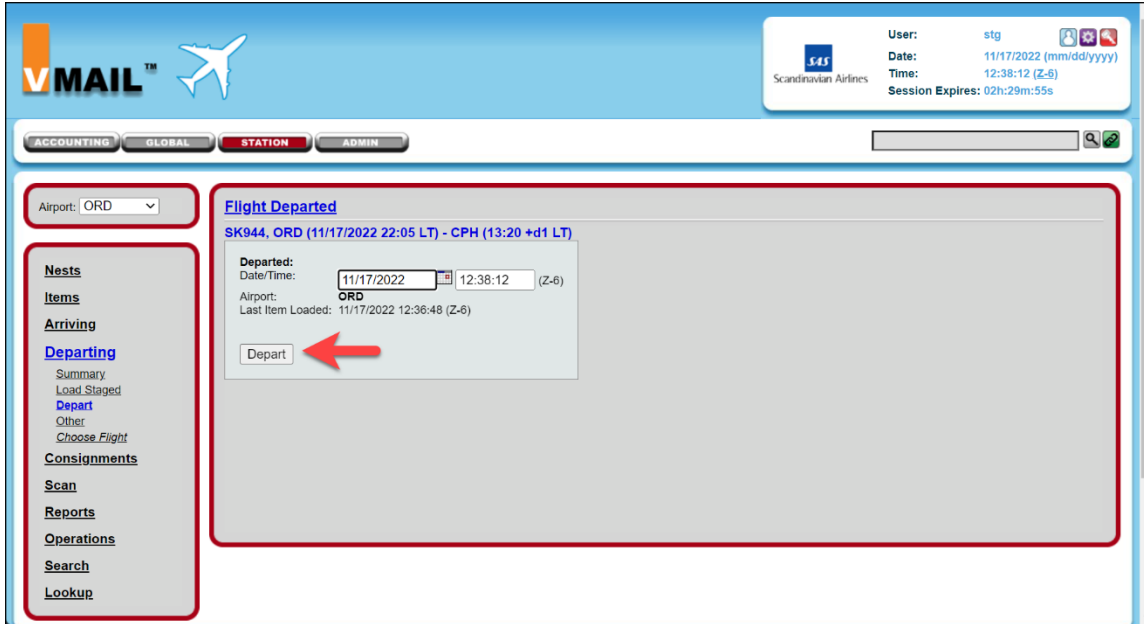 VMAIL™
SAS
Scandinavian Airlines
User: stg
Date: 11/17/2022 (mm/dd/yyyy)
Time: 12:38:12 (Z-6)
Session Expires: 02h:29m:55s
ACCOUNTING GLOBAL STATION ADMIN
Airport: ORD
Nests
Items
Arriving
Departing
Summary
Load Staged
Depart
Other
Choose Flight
Consignments
Scan
Reports
Operations
Search
Lookup
Flight Departed
SK944, ORD (11/17/2022 22:05 LT) - CPH (13:20 +d1 LT)
Departed:
Date/Time: 11/17/2022 12:38:12 (Z-6)
Airport: ORD
Last Item Loaded: 11/17/2022 12:36:48 (Z-6)
Depart